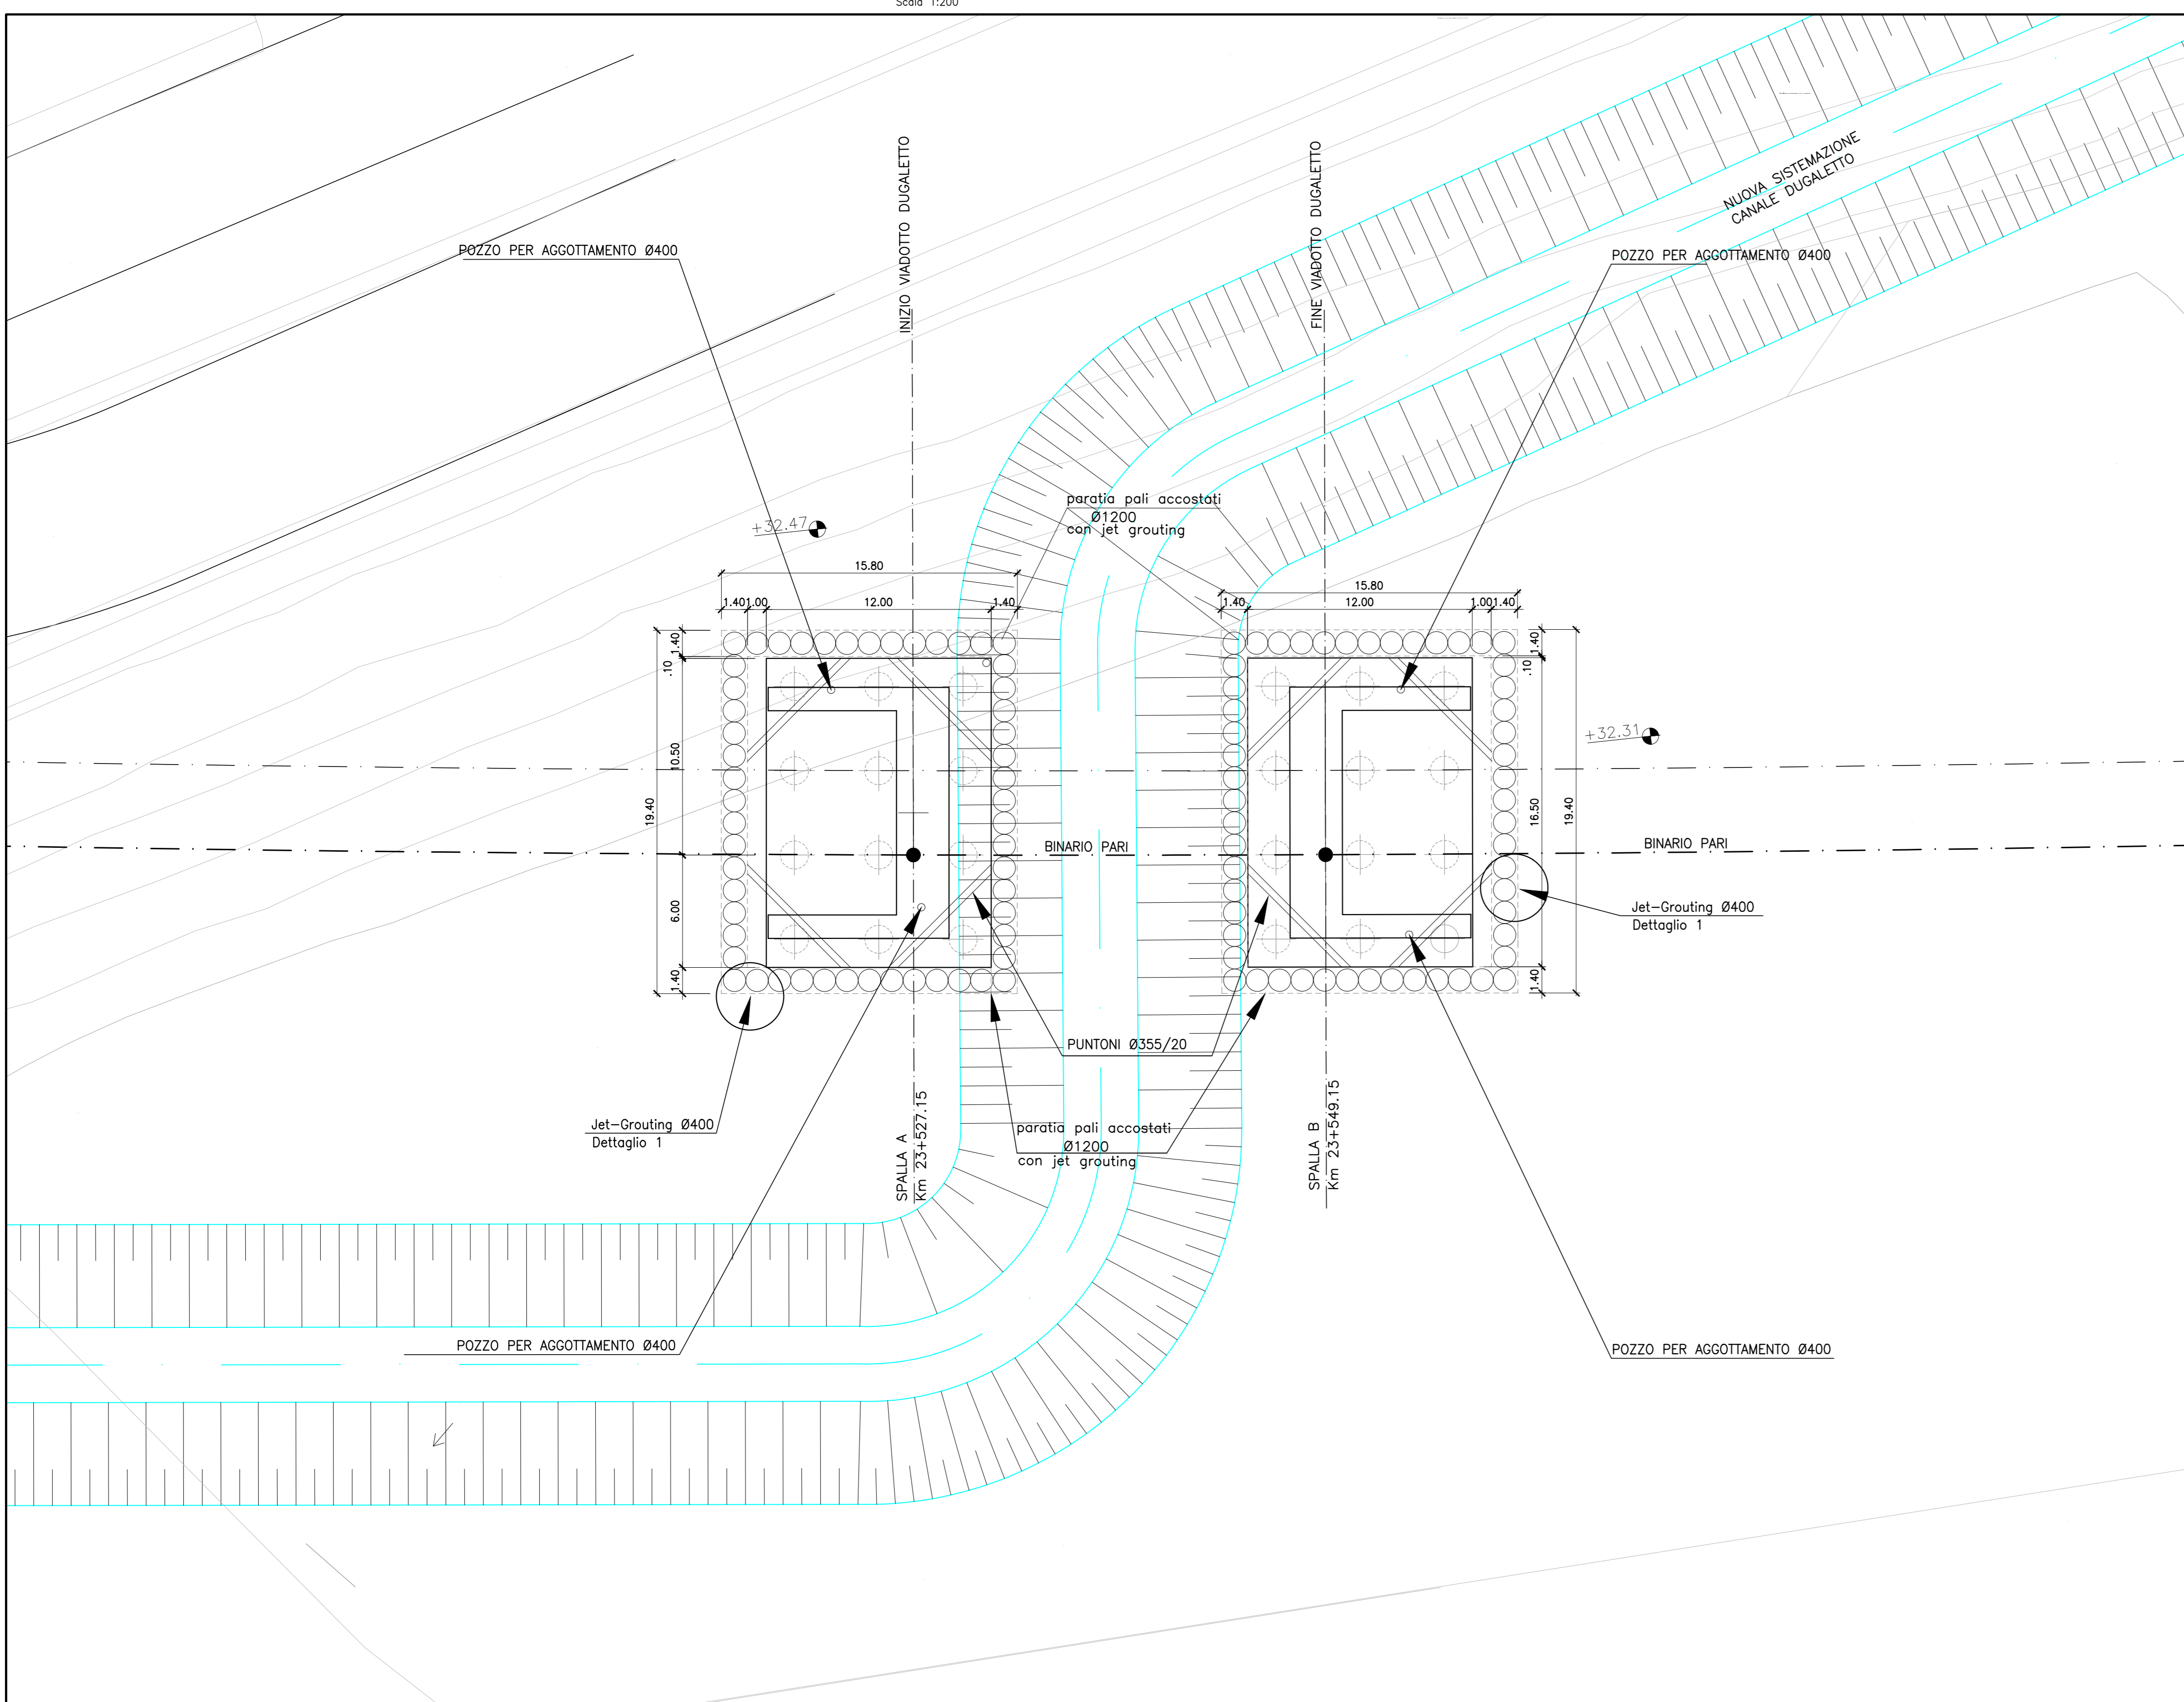 Scala 1:200
INIZIO VIADOTTO DUGALETTO
FINE VIADOTTO DUGALETTO
NUOVA SISTEMAZIONE
CANALE DUGALETTO
POZZO PER AGGOTTAMENTO Ø400
POZZO PER AGGOTTAMENTO Ø400
paratia pali accostati
Ø1200
con jet grouting
+32.47
15.80
1.40
1.00
12.00
1.40
15.80
1.40
12.00
1.00
1.40
1.40
.10
10.50
19.40
6.00
1.40
1.40
.10
16.50
19.40
1.40
+32.31
BINARIO PARI
BINARIO PARI
Jet-Grouting Ø400
Dettaglio 1
PUNTONI Ø355/20
Jet-Grouting Ø400
Dettaglio 1
paratia pali accostati
Ø1200
con jet grouting
SPALLA A
Km 23+527.15
SPALLA B
Km 23+549.15
POZZO PER AGGOTTAMENTO Ø400
POZZO PER AGGOTTAMENTO Ø400